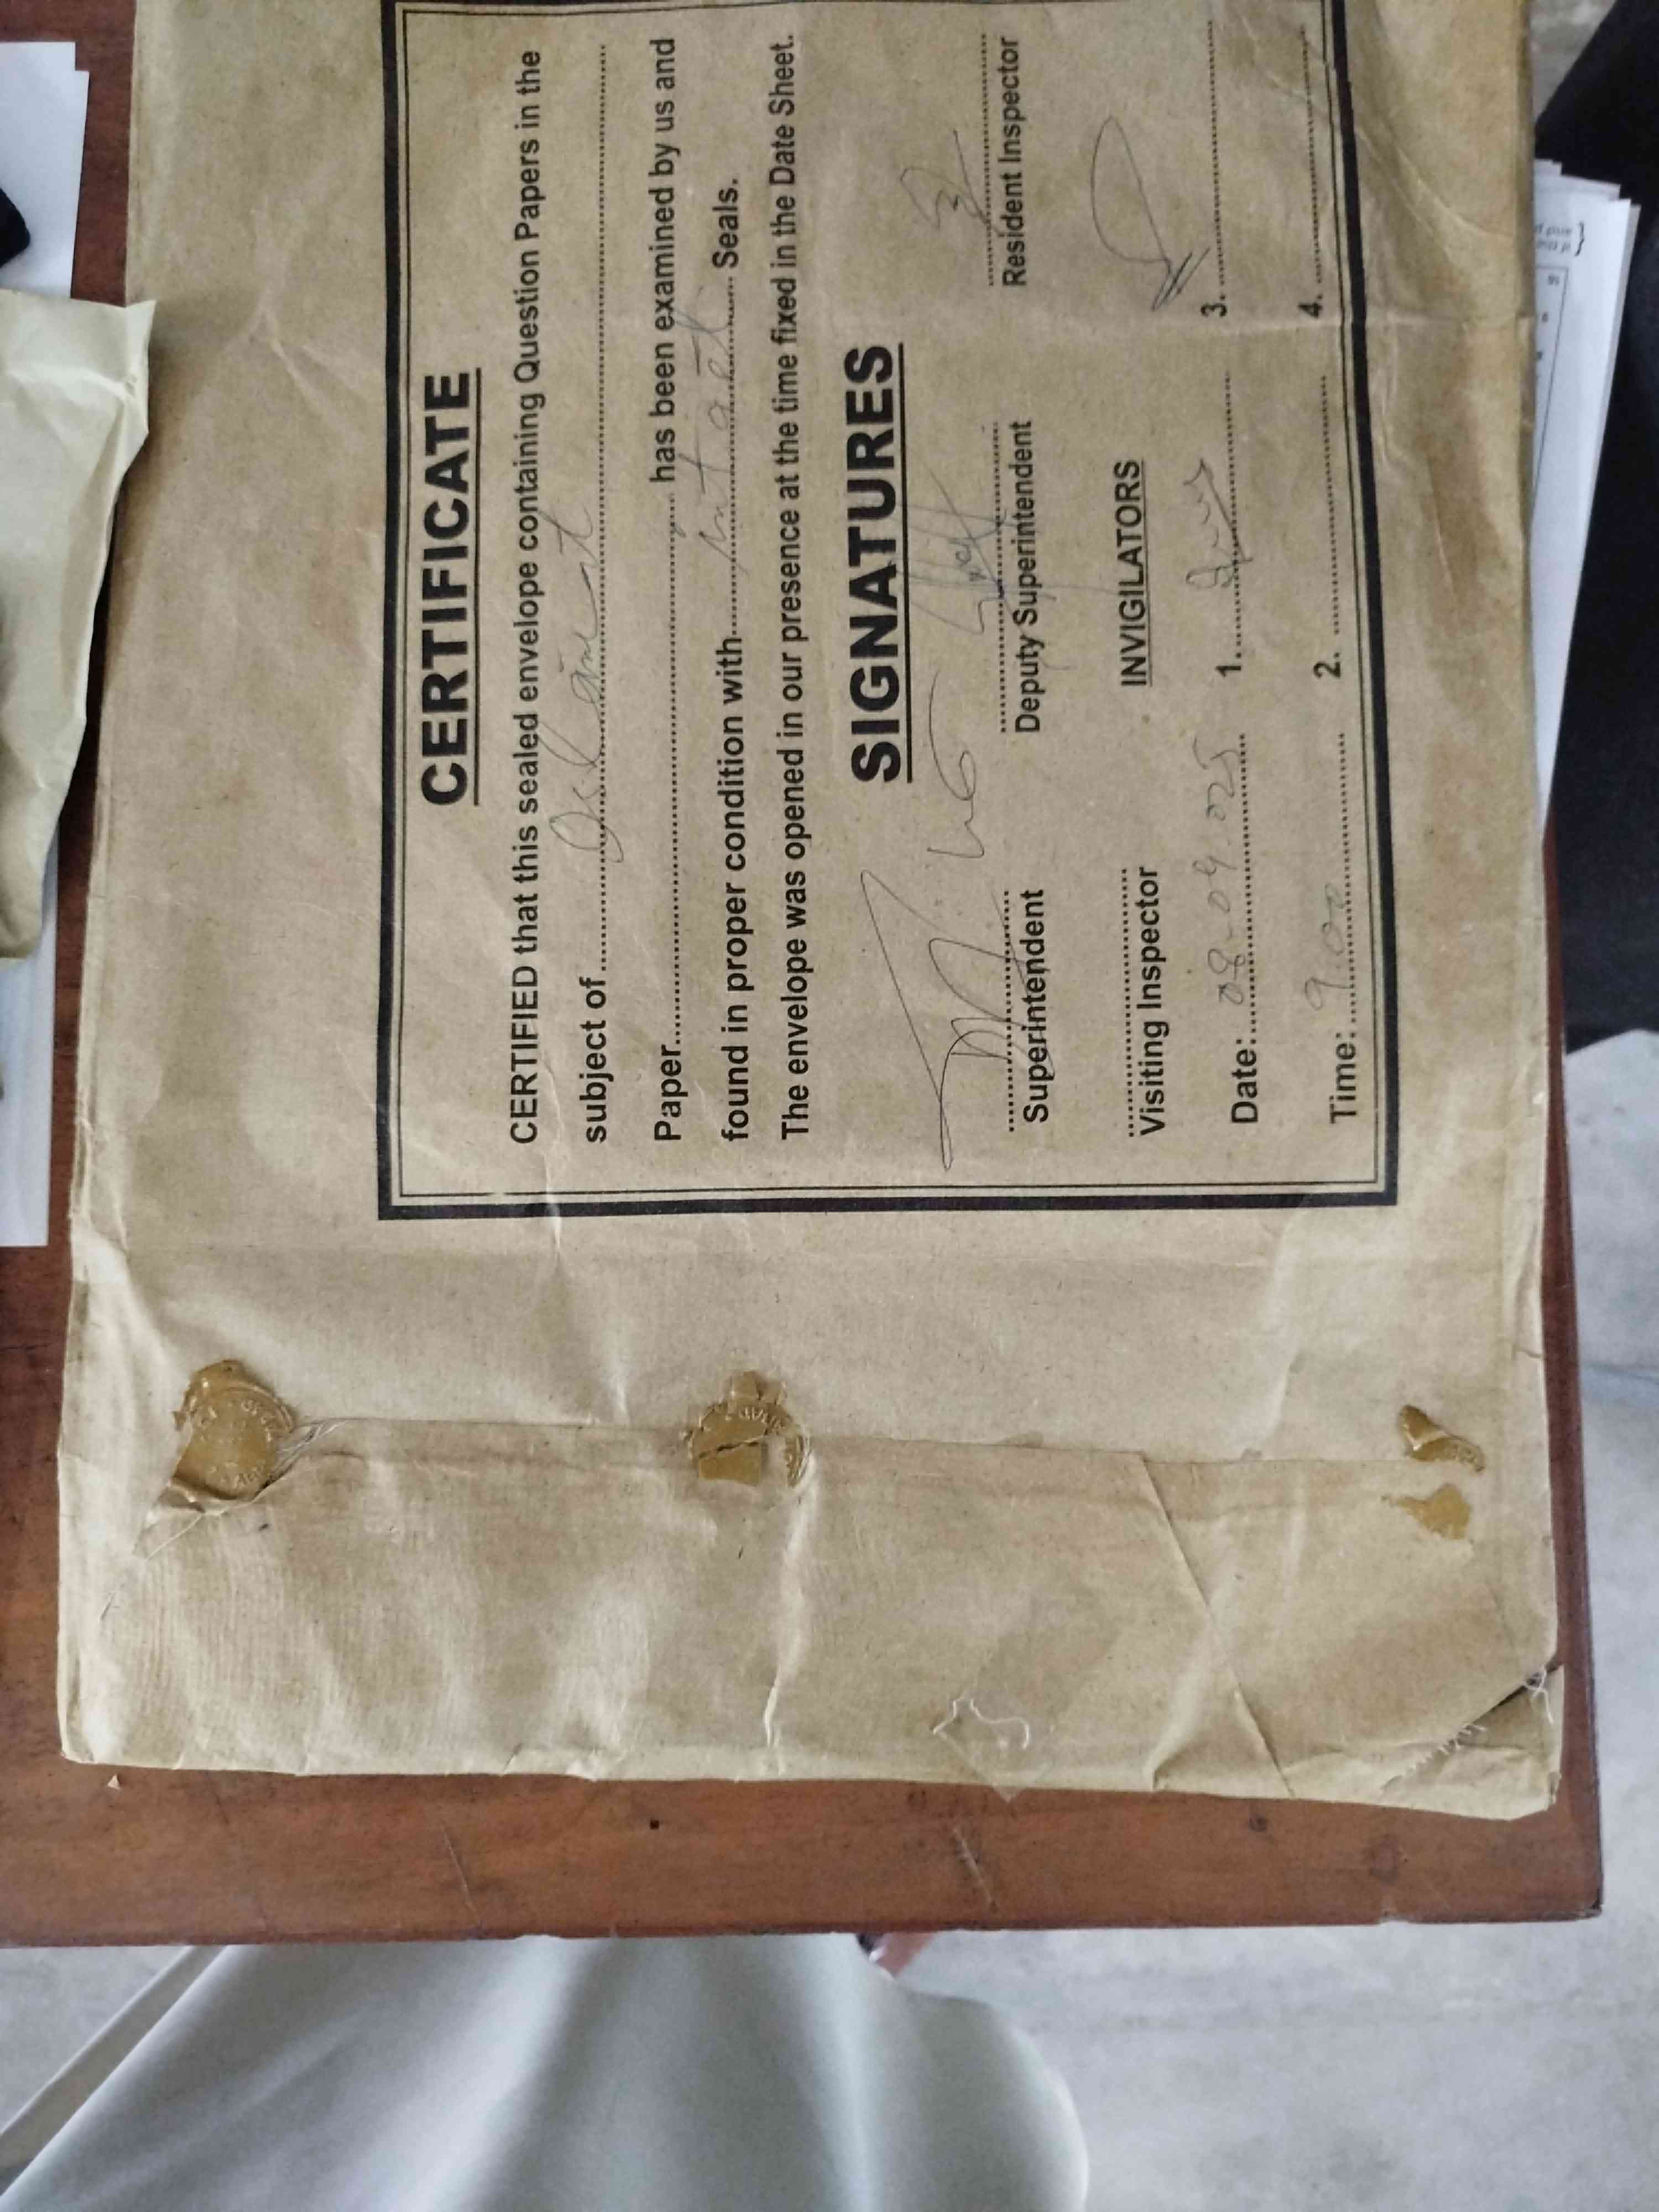 CERTIFICATE
CERTIFIED that this sealed envelope containing Question Papers in the
subject of ........ Islamiat ........
Paper................ has been examined by us and
found in proper condition with........ intact ........ Seals.
The envelope was opened in our presence at the time fixed in the Date Sheet.
SIGNATURES
Superintendent
Deputy Superintendent
Resident Inspector
Visiting Inspector
INVIGILATORS
Date: 08-04-025
1.
3.
Time: 9.00
2.
4.